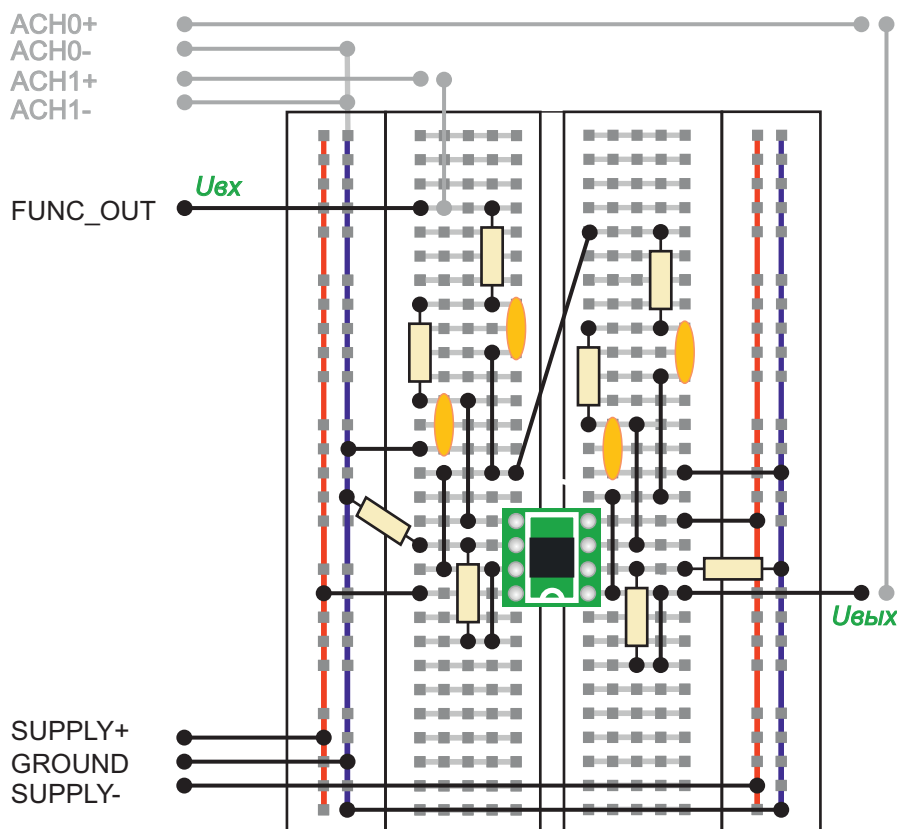 ACH0+
ACH0-
ACH1+
ACH1-
Uвх
FUNC_OUT
Uвых
SUPPLY+
GROUND
SUPPLY-